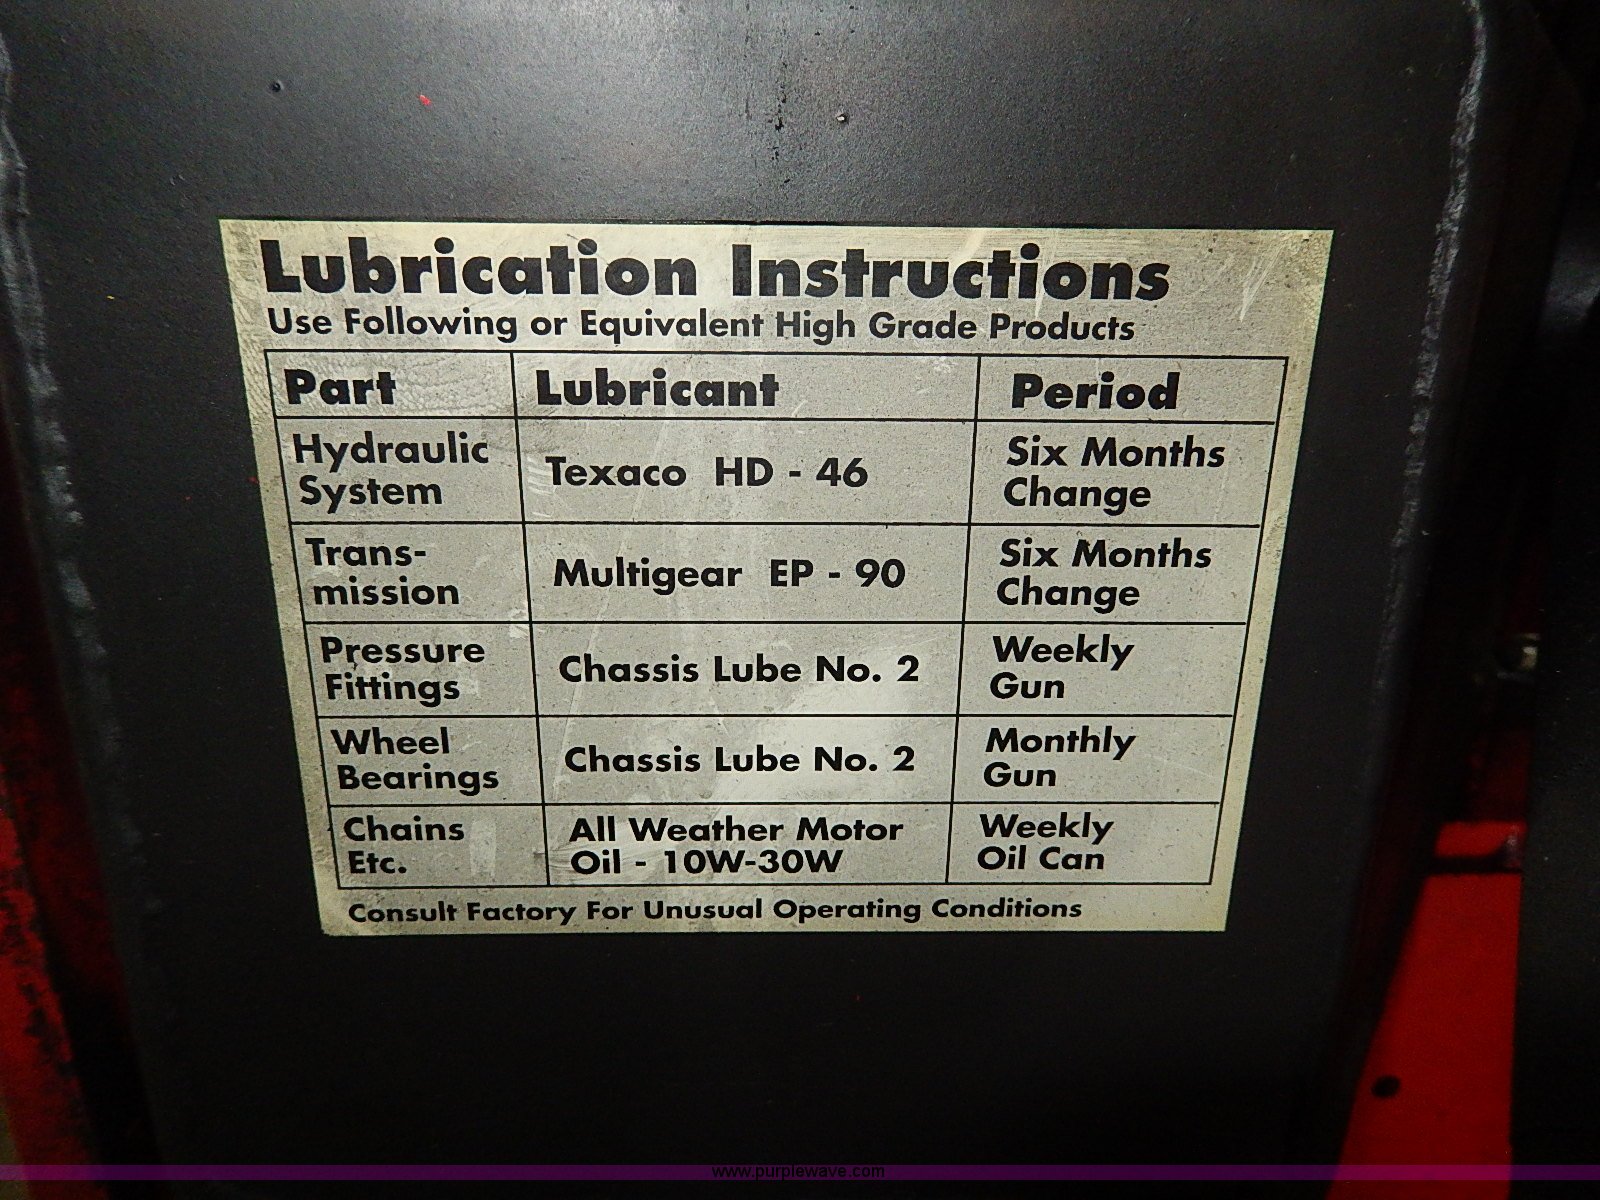 Lubrication Instructions
Use Following or Equivalent High Grade Products
Part Lubricant Period
Hydraulic System Texaco HD - 46 Six Months Change
Trans-mission Multigear EP - 90 Six Months Change
Pressure Fittings Chassis Lube No. 2 Weekly Gun
Wheel Bearings Chassis Lube No. 2 Monthly Gun
Chains Etc. All Weather Motor Oil - 10W-30W Weekly Oil Can
Consult Factory For Unusual Operating Conditions
www.purplewave.com